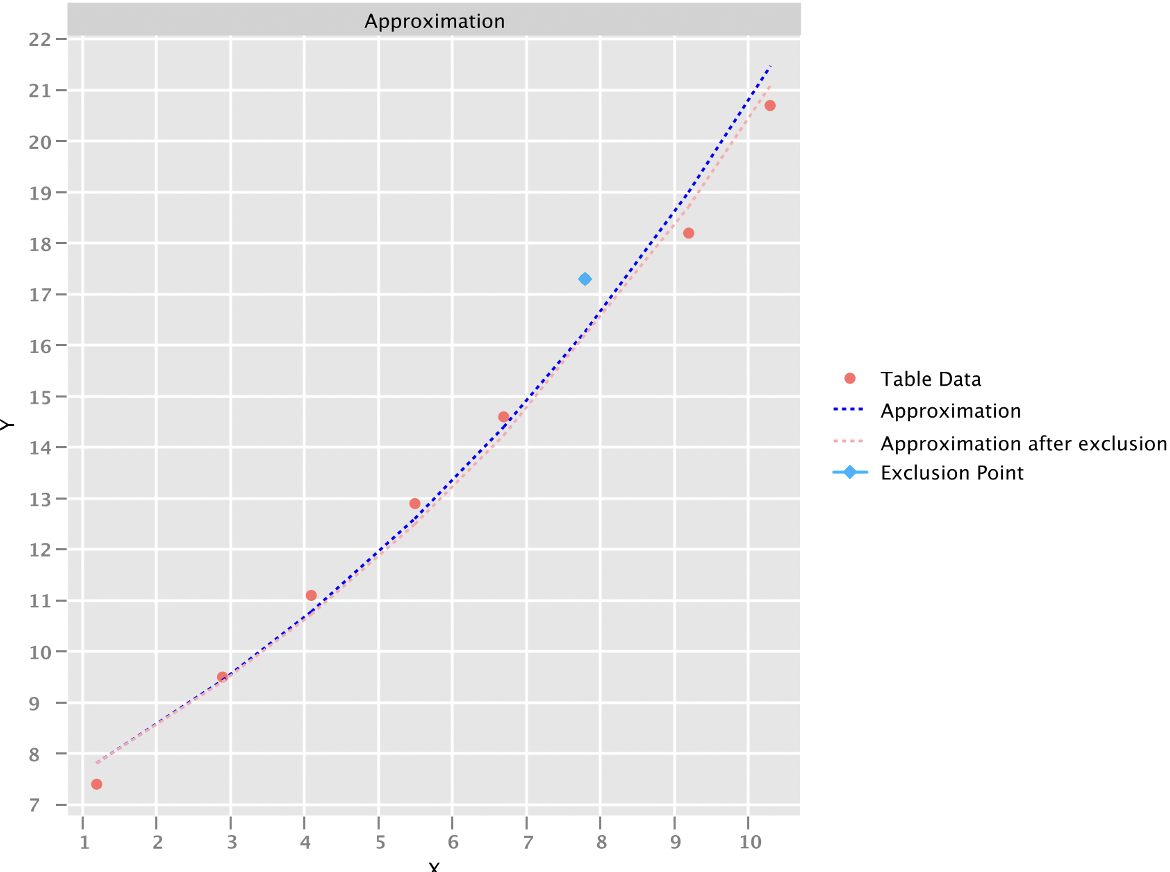 Approximation
22
21
20
19
18
17
16
15
14
13
12
11
10
9
8
7
Y
1 2 3 4 5 6 7 8 9 10
X
Table Data
Approximation
Approximation after exclusion
Exclusion Point